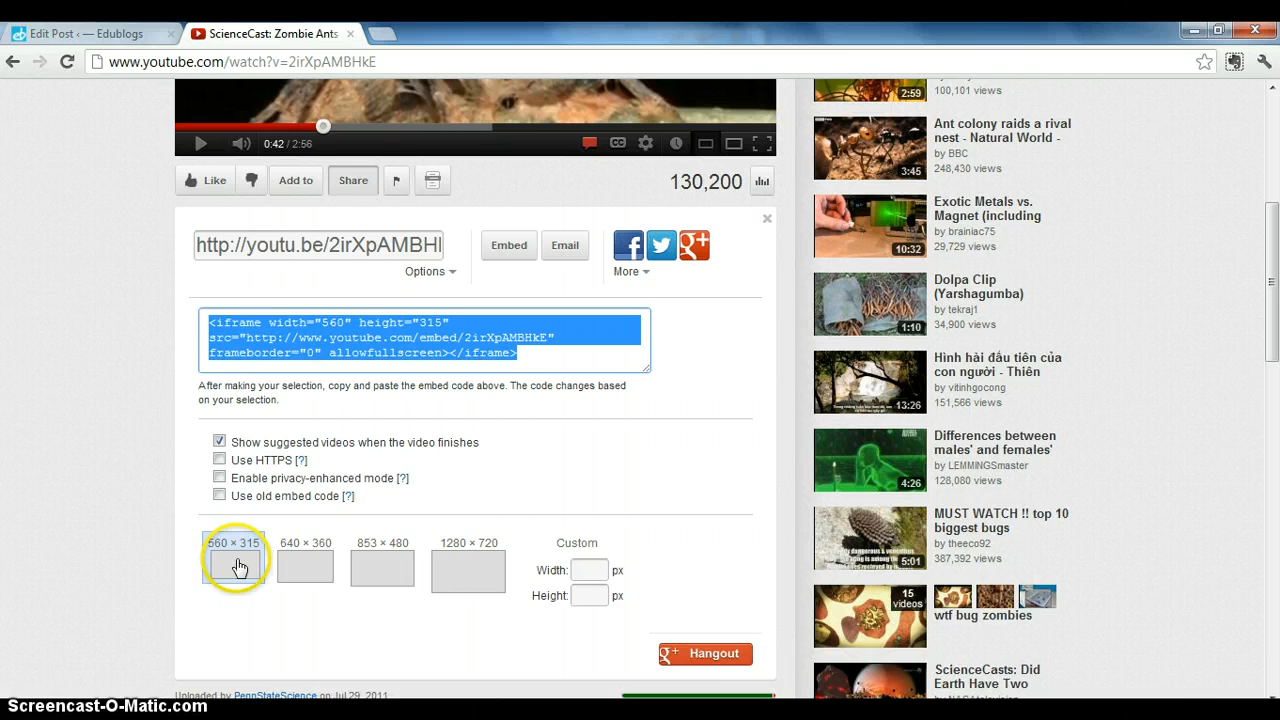 Edit Post ‹ — Edublogs
ScienceCast: Zombie Ants
www.youtube.com/watch?v=2irXpAMBHkE
0:42 / 2:56
CC
Like
Add to
Share
130,200
http://youtu.be/2irXpAMBH
Embed
Email
Options
More
<iframe width="560" height="315"
src="http://www.youtube.com/embed/2irXpAMBHkE"
frameborder="0" allowfullscreen></iframe>
After making your selection, copy and paste the embed code above. The code changes based
on your selection.
Show suggested videos when the video finishes
Use HTTPS [?]
Enable privacy-enhanced mode [?]
Use old embed code [?]
560 × 315
640 × 360
853 × 480
1280 × 720
Custom
Width:
px
Height:
px
g+ Hangout
Uploaded by PennStateScience on Jul 29, 2011
2:59
100,101 views
Ant colony raids a rival
nest - Natural World -
by BBC
248,430 views
3:45
Exotic Metals vs.
Magnet (including
by brainiac75
29,729 views
10:32
Dolpa Clip
(Yarshagumba)
by tekraj1
34,900 views
1:10
Hình hài đấu tiên của
con người - Thiên
by vitinhgocong
151,566 views
13:26
Differences between
males' and females'
by LEMMINGSmaster
128,080 views
4:26
MUST WATCH !! top 10
biggest bugs
by theeco92
387,392 views
5:01
15
videos
wtf bug zombies
ScienceCasts: Did
Earth Have Two
Screencast-O-Matic.com